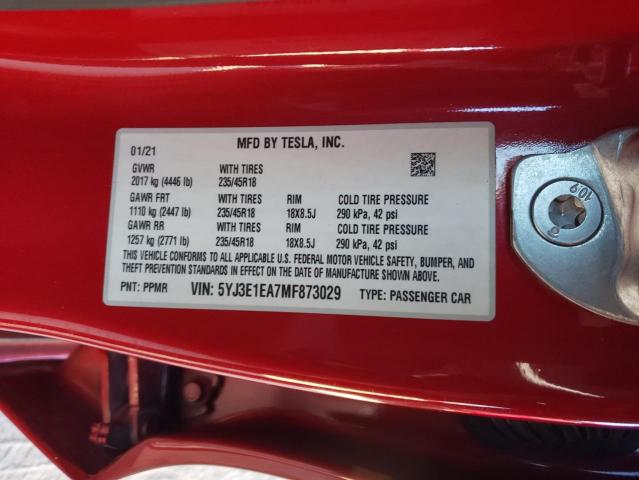 MFD BY TESLA, INC.
01/21
GVWR WITH TIRES
2017 kg (4446 lb) 235/45R18
GAWR FRT WITH TIRES RIM COLD TIRE PRESSURE
1110 kg (2447 lb) 235/45R18 18X8.5J 290 kPa, 42 psi
GAWR RR WITH TIRES RIM COLD TIRE PRESSURE
1257 kg (2771 lb) 235/45R18 18X8.5J 290 kPa, 42 psi
THIS VEHICLE CONFORMS TO ALL APPLICABLE U.S. FEDERAL MOTOR VEHICLE SAFETY, BUMPER, AND
THEFT PREVENTION STANDARDS IN EFFECT ON THE DATE OF MANUFACTURE SHOWN ABOVE.
PNT: PPMR VIN: 5YJ3E1EA7MF873029 TYPE: PASSENGER CAR
10.9